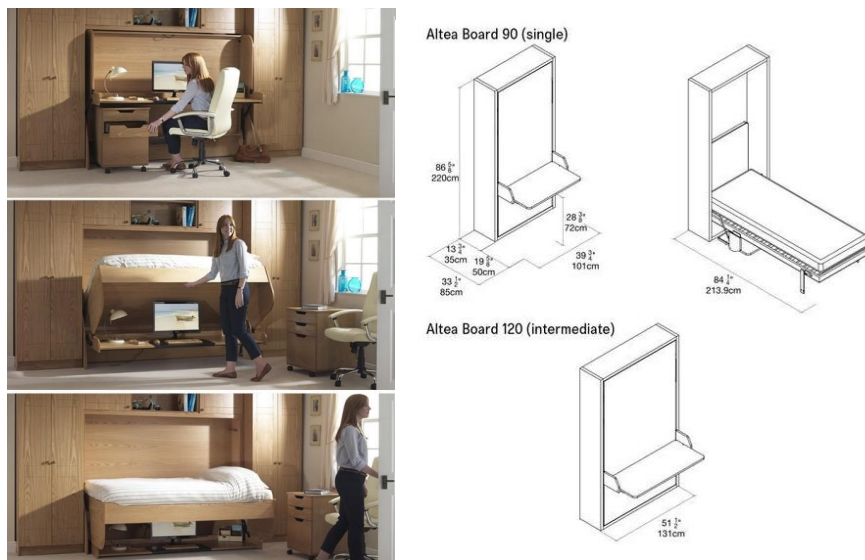 Altea Board 90 (single)
86 5/8"
220cm
13 3/4"
35cm
19 5/8"
50cm
33 1/2"
85cm
28 3/8"
72cm
39 3/4"
101cm
84 1/4"
213.9cm
Altea Board 120 (intermediate)
51 1/2"
131cm